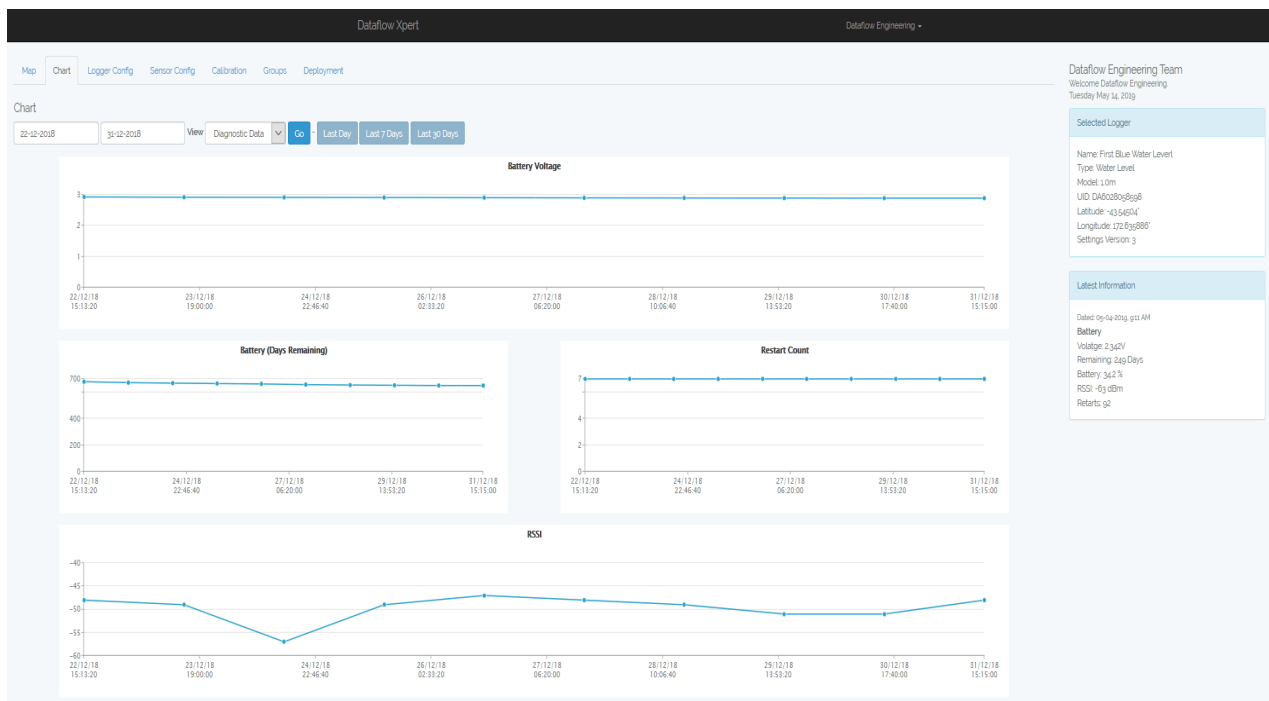 Dataflow Xpert
Dataflow Engineering
Map Chart Logger Config Sensor Config Calibration Groups Deployment
Chart
22-12-2018 31-12-2018 View Diagnostic Data Go - Last Day Last 7 Days Last 30 Days
Battery Voltage
3
2
1
0
22/12/18 23/12/18 24/12/18 26/12/18 27/12/18 28/12/18 29/12/18 30/12/18 31/12/18
15:13:20 19:00:00 22:46:40 02:33:20 06:20:00 10:06:40 13:53:20 17:40:00 15:15:00
Battery (Days Remaining)
700
400
200
0
22/12/18 24/12/18 27/12/18 29/12/18 31/12/18
15:13:20 22:46:40 06:20:00 13:53:20 15:15:00
Restart Count
7
4
2
0
22/12/18 24/12/18 27/12/18 29/12/18 31/12/18
15:13:20 22:46:40 06:20:00 13:53:20 15:15:00
RSSI
-40
-45
-50
-55
-60
22/12/18 23/12/18 24/12/18 26/12/18 27/12/18 28/12/18 29/12/18 30/12/18 31/12/18
15:13:20 19:00:00 22:46:40 02:33:20 06:20:00 10:06:40 13:53:20 17:40:00 15:15:00
Dataflow Engineering Team
Welcome Dataflow Engineering.
Tuesday May 14, 2019
Selected Logger
Name: First Blue Water Leverl
Type: Water Level
Model: 1.0m
UID: DA6028058598
Latitude: -43.54504°
Longitude: 172.635886°
Settings Version: 3
Latest Information
Dated: 05-04-2019, 9:11 AM
Battery
Volatge: 2.342V
Remaining: 249 Days
Battery: 34.2 %
RSSI: -63 dBm
Retarts: 92